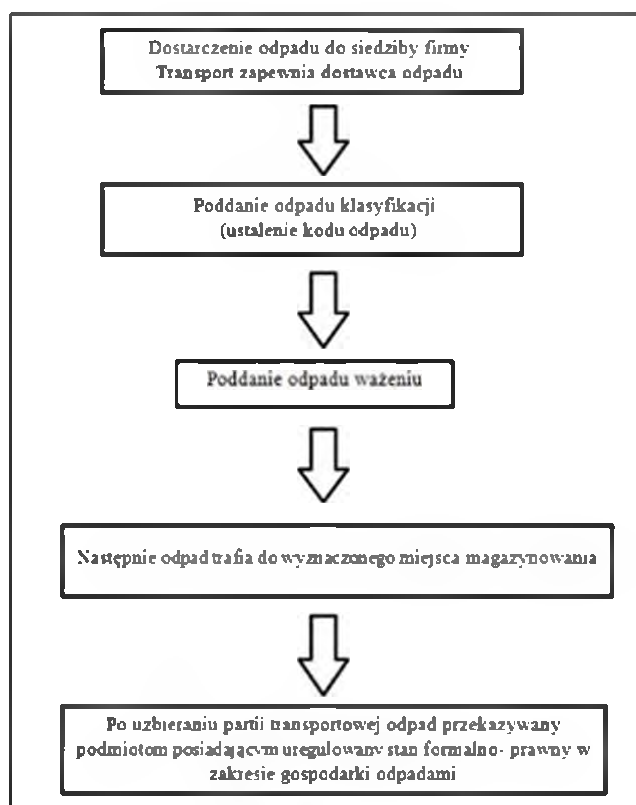 Dostarczenie odpadu do siedziby firmy
Transport zapewnia dostawca odpadu
Poddanie odpadu klasyfikacji
(ustalenie kodu odpadu)
Poddanie odpadu ważeniu
Następnie odpad trafia do wyznaczonego miejsca magazynowania
Po uzbieraniu partii transportowej odpad przekazywany
podmiotom posiadającym uregulowany stan formalno- prawny w
zakresie gospodarki odpadami